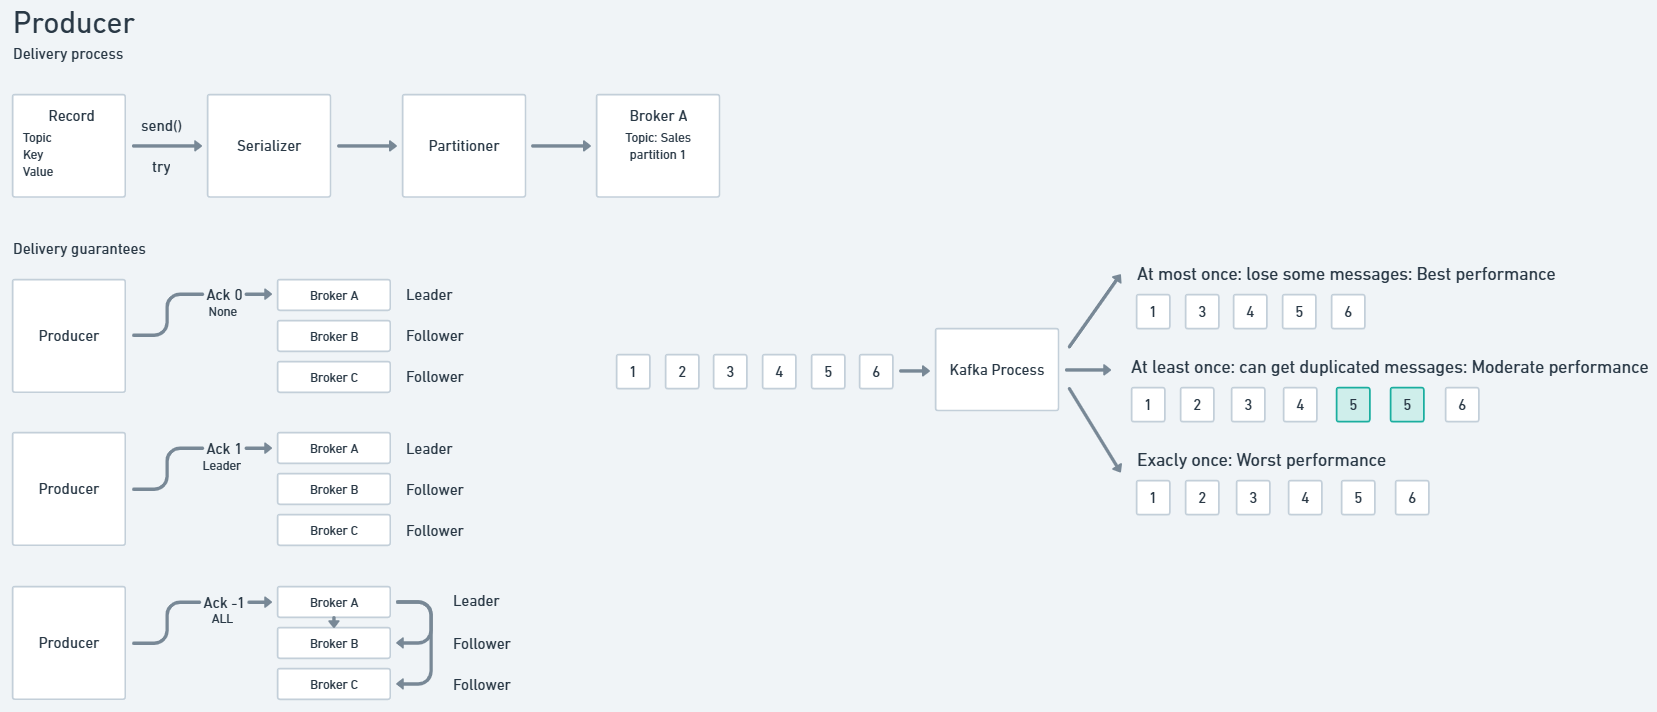 Producer
Delivery process
Record
Topic
Key
Value
send()
try
Serializer
Partitioner
Broker A
Topic: Sales
partition 1
Delivery guarantees
Producer
Ack 0
None
Broker A
Leader
Broker B
Follower
Broker C
Follower
Producer
Ack 1
Leader
Broker A
Leader
Broker B
Follower
Broker C
Follower
Producer
Ack -1
ALL
Broker A
Leader
Broker B
Follower
Broker C
Follower
1 2 3 4 5 6
Kafka Process
At most once: lose some messages: Best performance
1 3 4 5 6
At least once: can get duplicated messages: Moderate performance
1 2 3 4 5 5 6
Exacly once: Worst performance
1 2 3 4 5 6